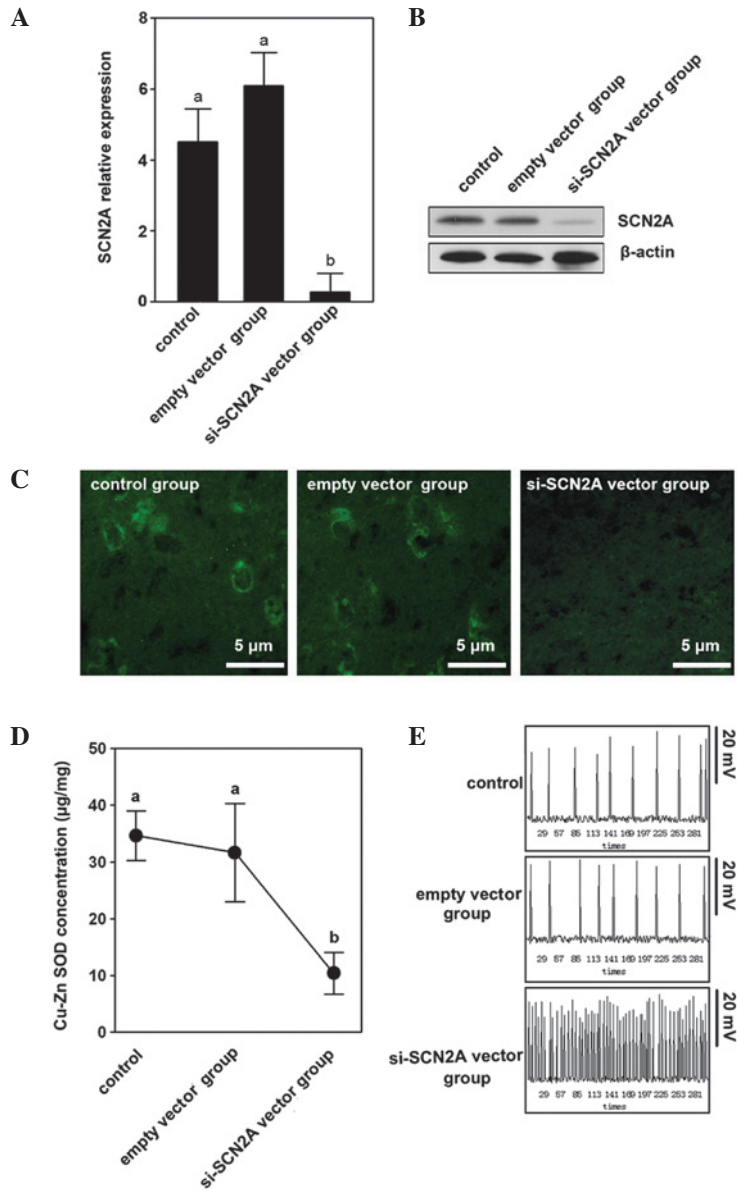 A
SCN2A relative expression
8
6
4
2
0
a
a
b
control
empty vector group
si-SCN2A vector group
B
control
empty vector group
si-SCN2A vector group
SCN2A
β-actin
C
control group
5 µm
empty vector group
5 µm
si-SCN2A vector group
5 µm
D
Cu-Zn SOD concentration (µg/mg)
50
40
30
20
10
0
a
a
b
control
empty vector group
si-SCN2A vector group
E
control
20 mV
29 57 85 113 141 169 197 225 253 281
times
empty vector
group
20 mV
29 57 85 113 141 169 197 225 253 281
times
si-SCN2A vector
group
20 mV
29 57 85 113 141 169 197 225 253 281
times